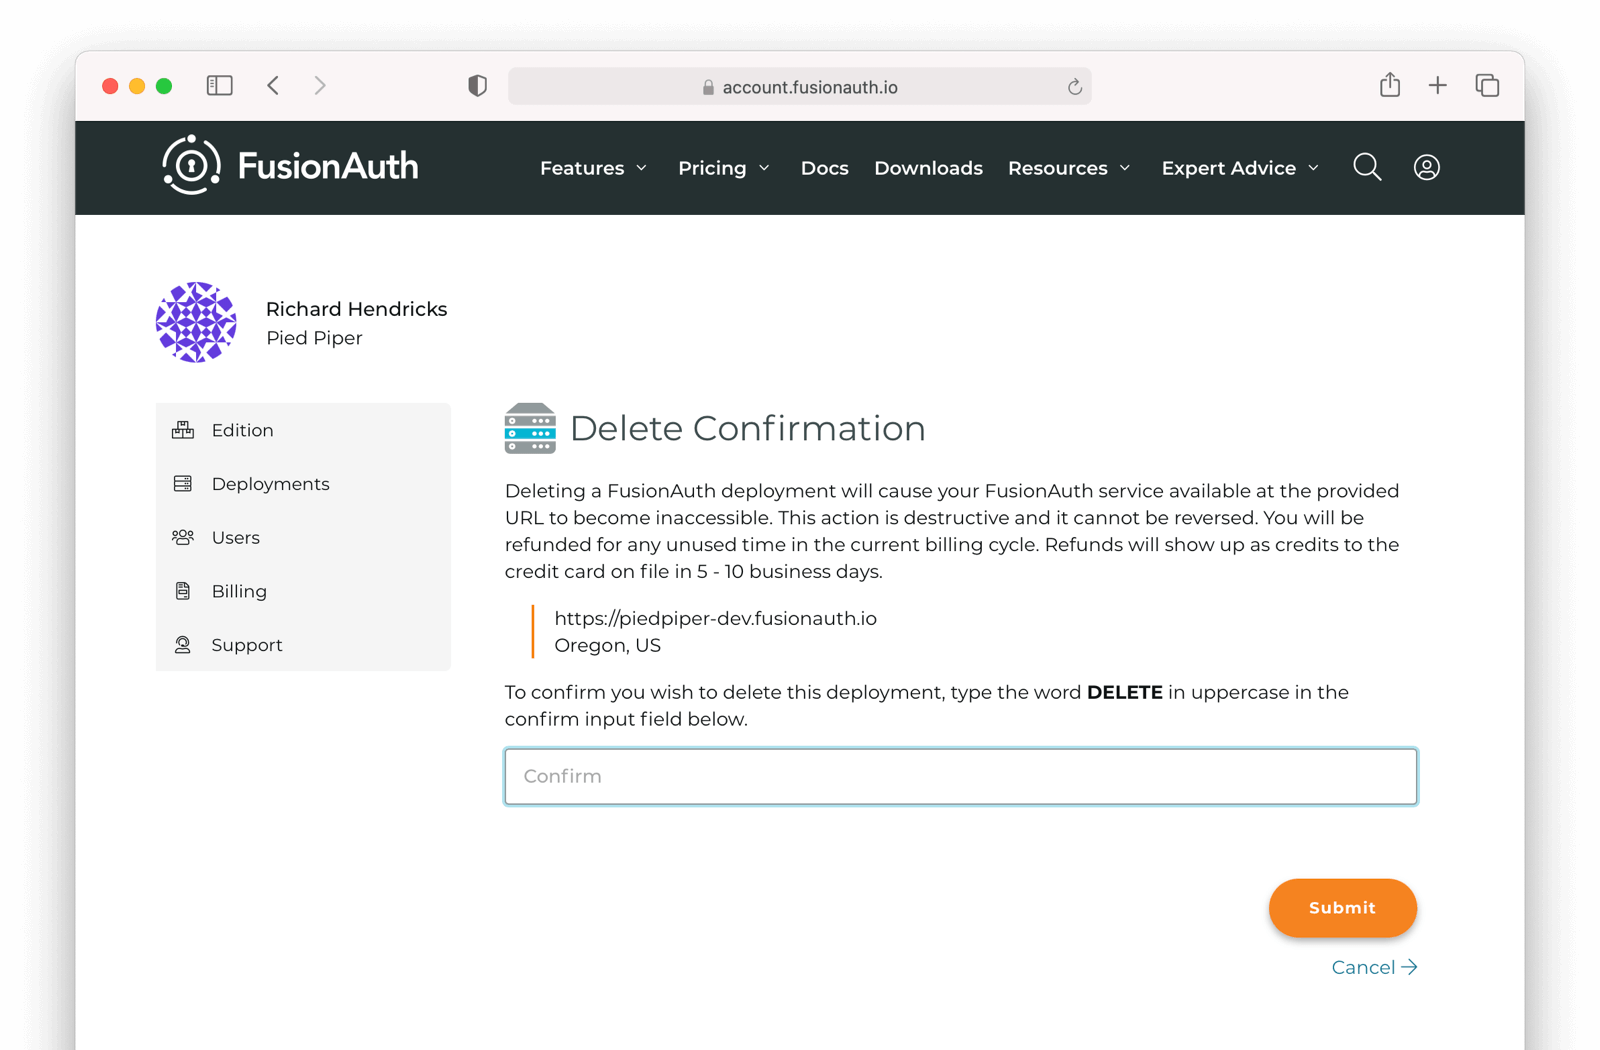 account.fusionauth.io
FusionAuth
Features
Pricing
Docs
Downloads
Resources
Expert Advice
Richard Hendricks
Pied Piper
Edition
Deployments
Users
Billing
Support
Delete Confirmation
Deleting a FusionAuth deployment will cause your FusionAuth service available at the provided
URL to become inaccessible. This action is destructive and it cannot be reversed. You will be
refunded for any unused time in the current billing cycle. Refunds will show up as credits to the
credit card on file in 5 - 10 business days.
https://piedpiper-dev.fusionauth.io
Oregon, US
To confirm you wish to delete this deployment, type the word DELETE in uppercase in the
confirm input field below.
Confirm
Submit
Cancel